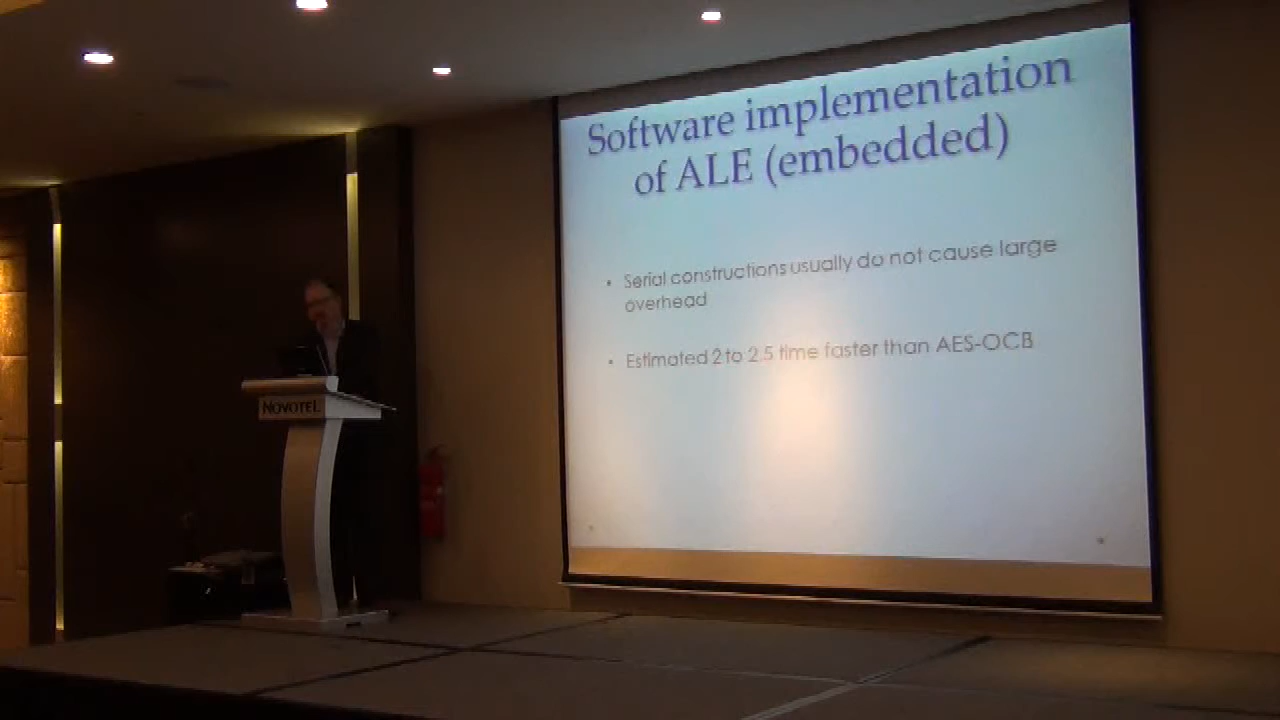 Software implementation
of ALE (embedded)
• Serial constructions usually do not cause large
overhead
• Estimated 2 to 2.5 time faster than AES-OCB
NOVOTEL